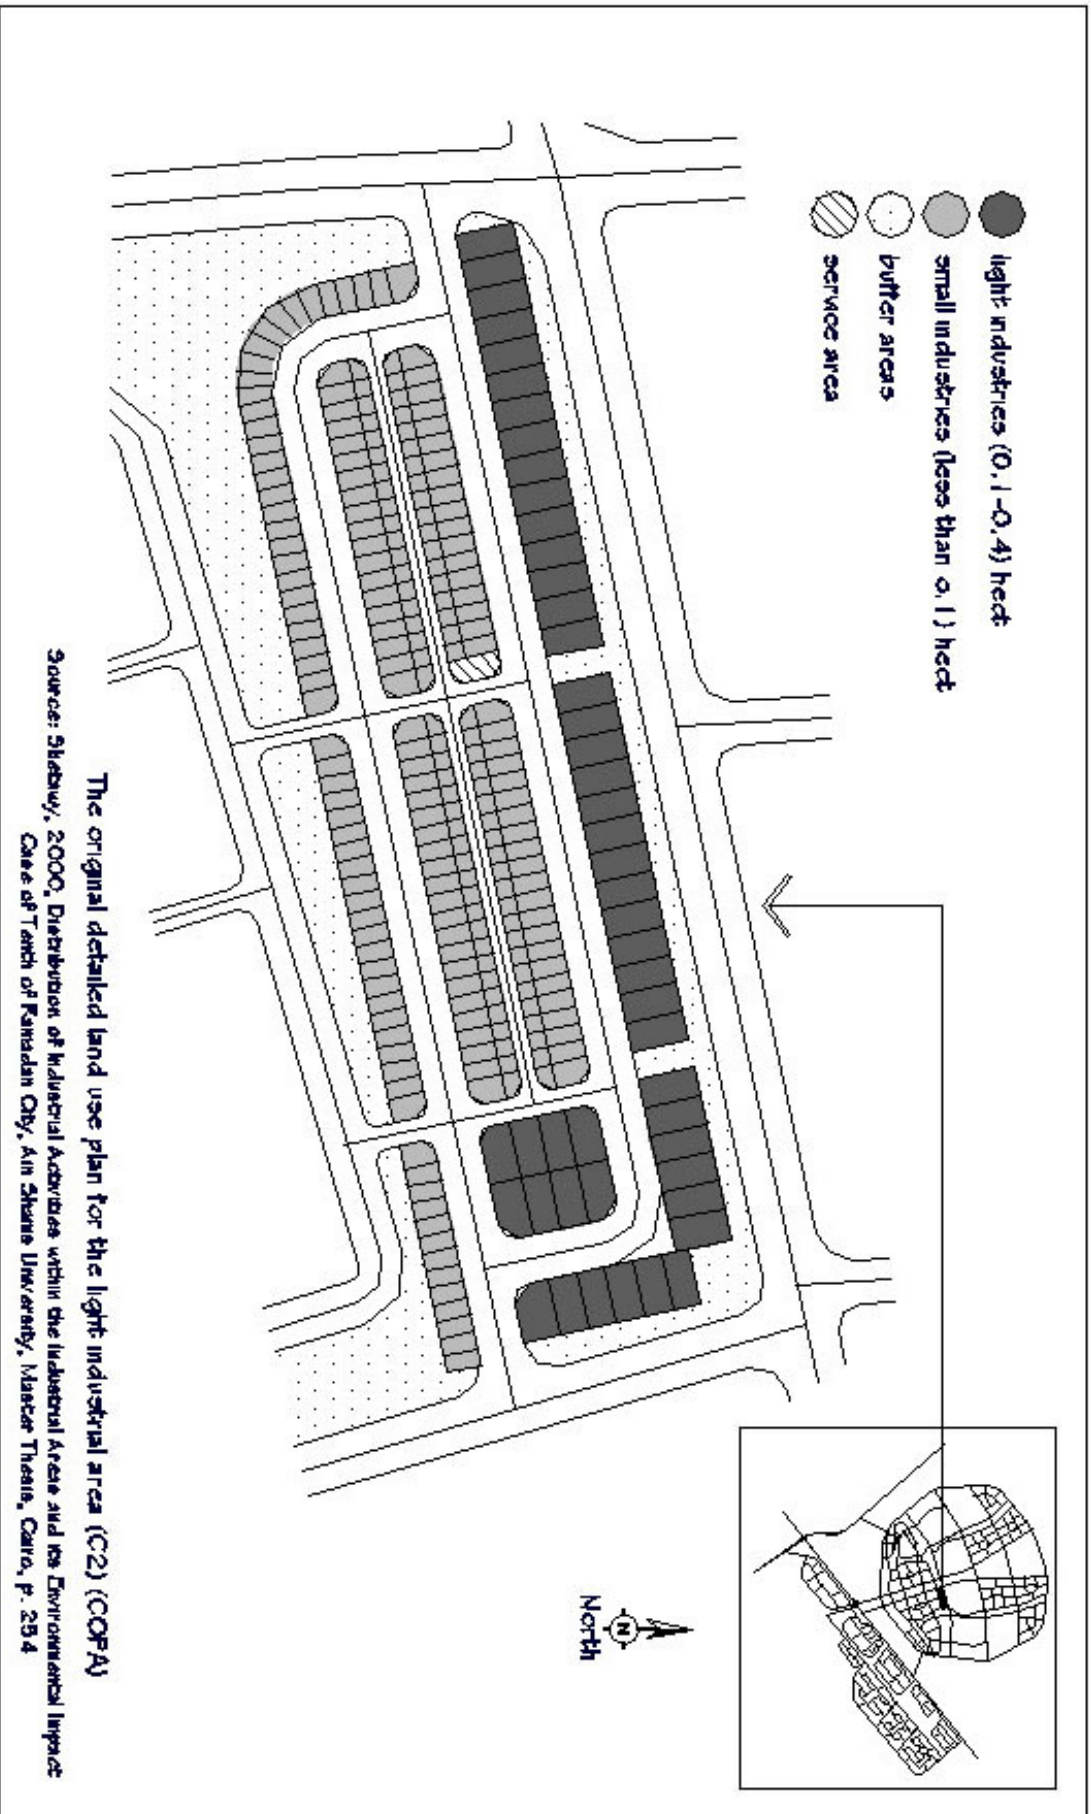 light industries (0.1-0.4) hect
small industries (less than 0.1) hect
buffer areas
service area
N
North
The original detailed land use plan for the light industrial area (C2) (COPA)
Source: Shetawy, 2000, Distribution of Industrial Activities within the Industrial Areas and its Environmental Impact
Case of Tenth of Ramadan City, Ain Shams University, Master Thesis, Cairo, p. 254